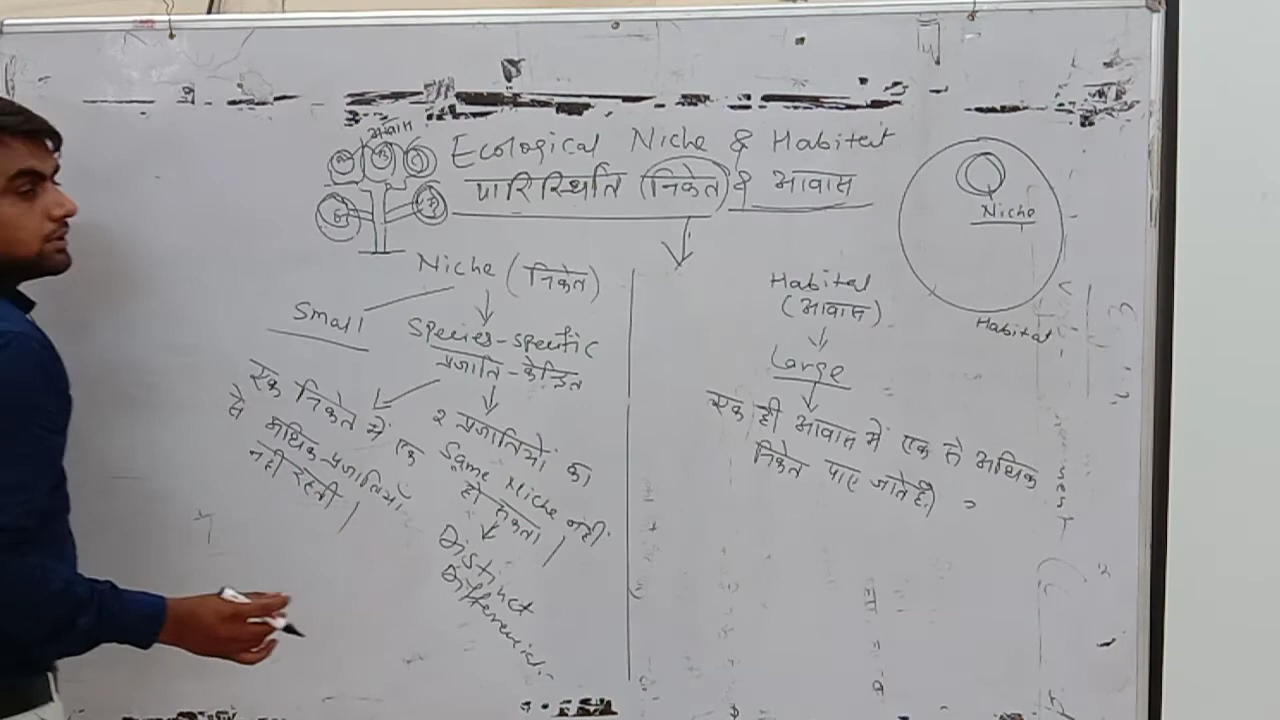 आवास
Ecological Niche & Habitat
पारिस्थिति (निकेत) & आवास
Niche
Habitat
Niche (निकेत)
Small
Species-specific
प्रजाति-केंद्रित
एक निकेत में एक
से अधिक प्रजातियाँ
नहीं रहती।
2 प्रजातियों का
Same Niche नहीं
हो सकता।
Distinct
Habitat
(आवास)
Large
एक ही आवास में एक से अधिक
निकेत पाए जाते हैं।